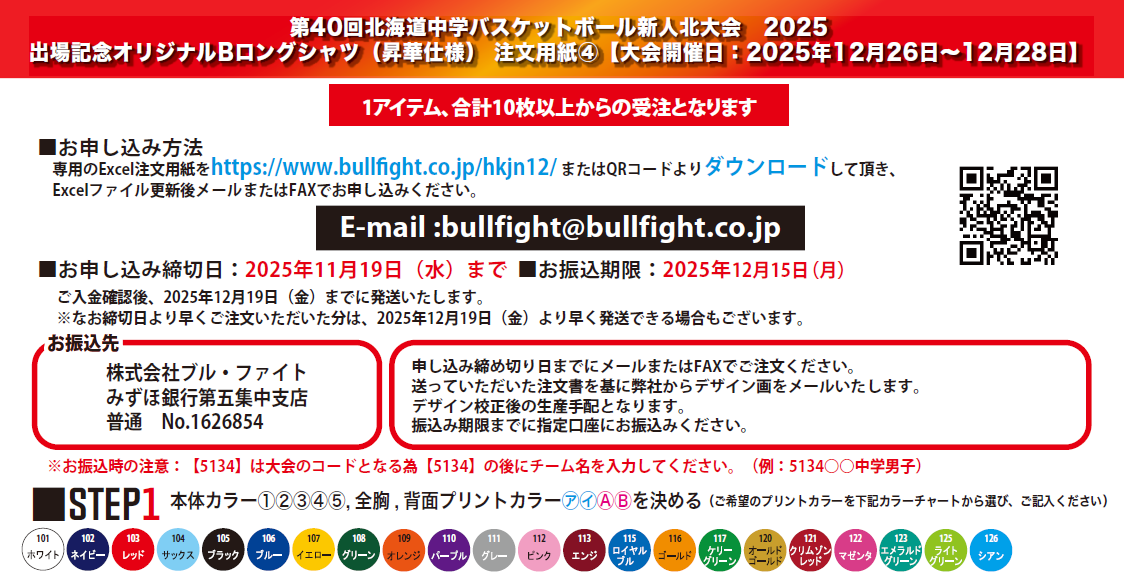 第40回北海道中学バスケットボール新人北大会　2025
出場記念オリジナルBロングシャツ（昇華仕様） 注文用紙④【大会開催日：2025年12月26日～12月28日】
1アイテム、合計10枚以上からの受注となります
■お申し込み方法
専用のExcel注文用紙をhttps://www.bullfight.co.jp/hkjn12/ またはQRコードよりダウンロードして頂き、
Excelファイル更新後メールまたはFAXでお申し込みください。
E-mail :bullfight@bullfight.co.jp
■お申し込み締切日：2025年11月19日（水）まで ■お振込期限：2025年12月15日（月）
ご入金確認後、2025年12月19日（金）までに発送いたします。
※なお締切日より早くご注文いただいた分は、2025年12月19日（金）より早く発送できる場合もございます。
お振込先
株式会社ブル・ファイト
みずほ銀行第五集中支店
普通　No.1626854
申し込み締め切り日までにメールまたはFAXでご注文ください。
送っていただいた注文書を基に弊社からデザイン画をメールいたします。
デザイン校正後の生産手配となります。
振込み期限までに指定口座にお振込みください。
※お振込時の注意：【5134】は大会のコードとなる為【5134】の後にチーム名を入力してください。（例：5134○○中学男子）
■STEP1 本体カラー①②③④⑤, 全胸 , 背面プリントカラー㋐㋑ⒶⒷを決める（ご希望のプリントカラーを下記カラーチャートから選び、ご記入ください）
101 ホワイト
102 ネイビー
103 レッド
104 サックス
105 ブラック
106 ブルー
107 イエロー
108 グリーン
109 オレンジ
110 パープル
111 グレー
112 ピンク
113 エンジ
115 ロイヤルブルー
116 ゴールド
117 ケリーグリーン
120 オールドゴールド
121 クリムゾンレッド
122 マゼンタ
123 エメラルドグリーン
125 ライトグリーン
126 シアン